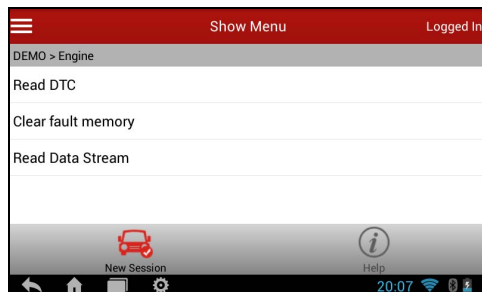 Show Menu
Logged In
DEMO > Engine
Read DTC
Clear fault memory
Read Data Stream
New Session
Help
20:07